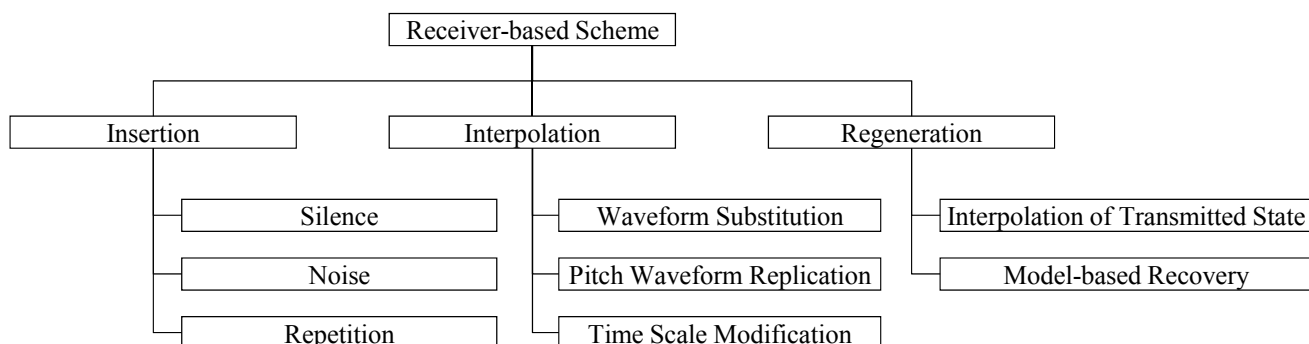 Receiver-based Scheme
Insertion
Interpolation
Regeneration
Silence
Waveform Substitution
Interpolation of Transmitted State
Noise
Pitch Waveform Replication
Model-based Recovery
Repetition
Time Scale Modification